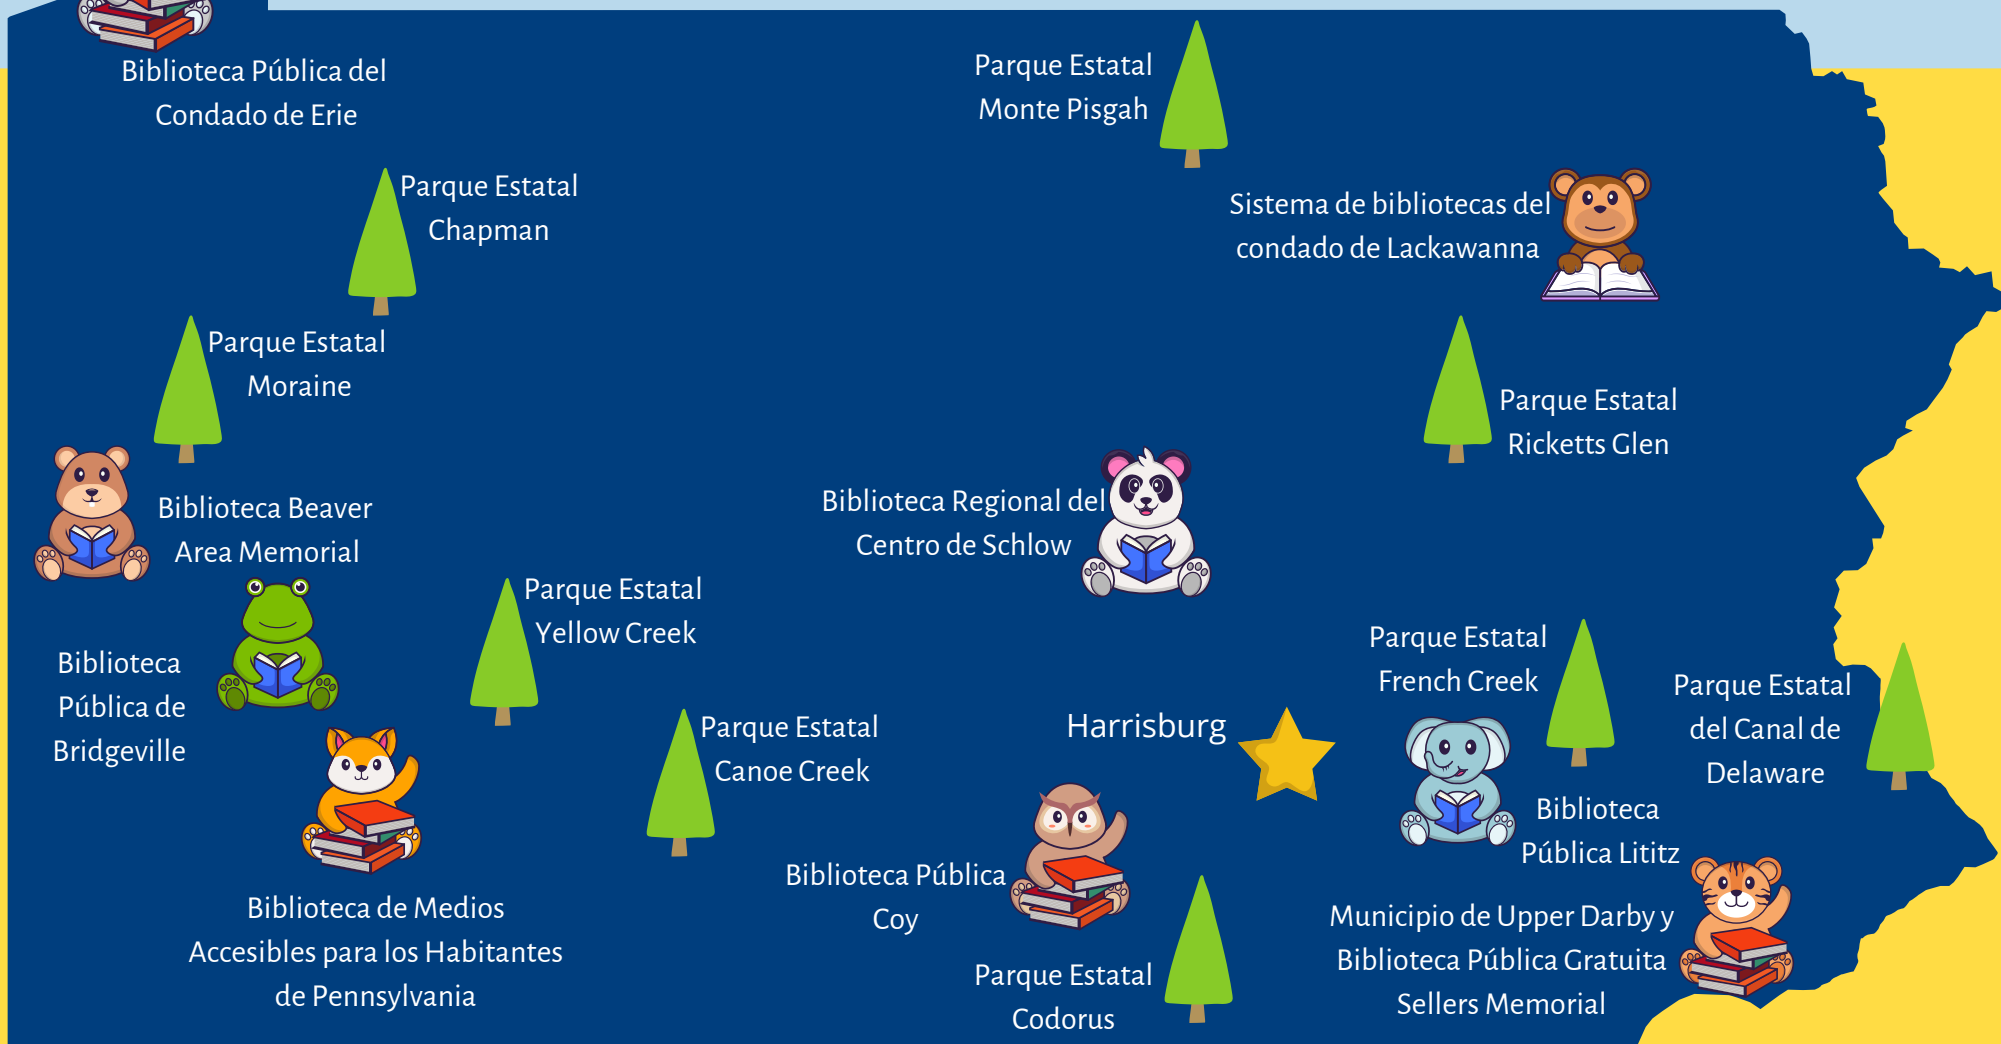 Biblioteca Pública del
Condado de Erie
Parque Estatal
Monte Pisgah
Parque Estatal
Chapman
Sistema de bibliotecas del
condado de Lackawanna
Parque Estatal
Moraine
Parque Estatal
Ricketts Glen
Biblioteca Beaver
Area Memorial
Biblioteca Regional del
Centro de Schlow
Parque Estatal
Yellow Creek
Biblioteca
Pública de
Bridgeville
Parque Estatal
French Creek
Parque Estatal
del Canal de
Delaware
Parque Estatal
Canoe Creek
Harrisburg
Biblioteca
Pública Lititz
Biblioteca Pública
Coy
Biblioteca de Medios
Accesibles para los Habitantes
de Pennsylvania
Municipio de Upper Darby y
Biblioteca Pública Gratuita
Sellers Memorial
Parque Estatal
Codorus